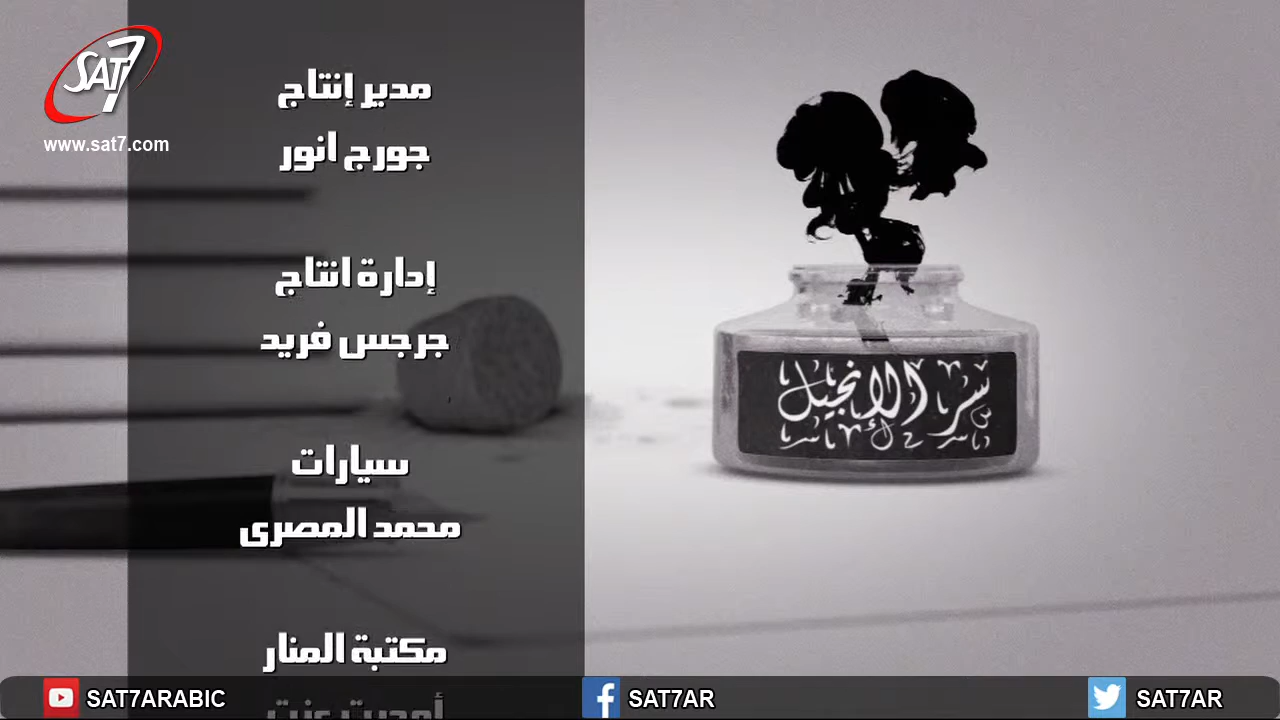 SAT7
www.sat7.com
مدير إنتاج
جورج انور
إدارة انتاج
جرجس فريد
سيارات
محمد المصرى
مكتبة المنار
سر الإنجيل
SAT7ARABIC
SAT7AR
SAT7AR